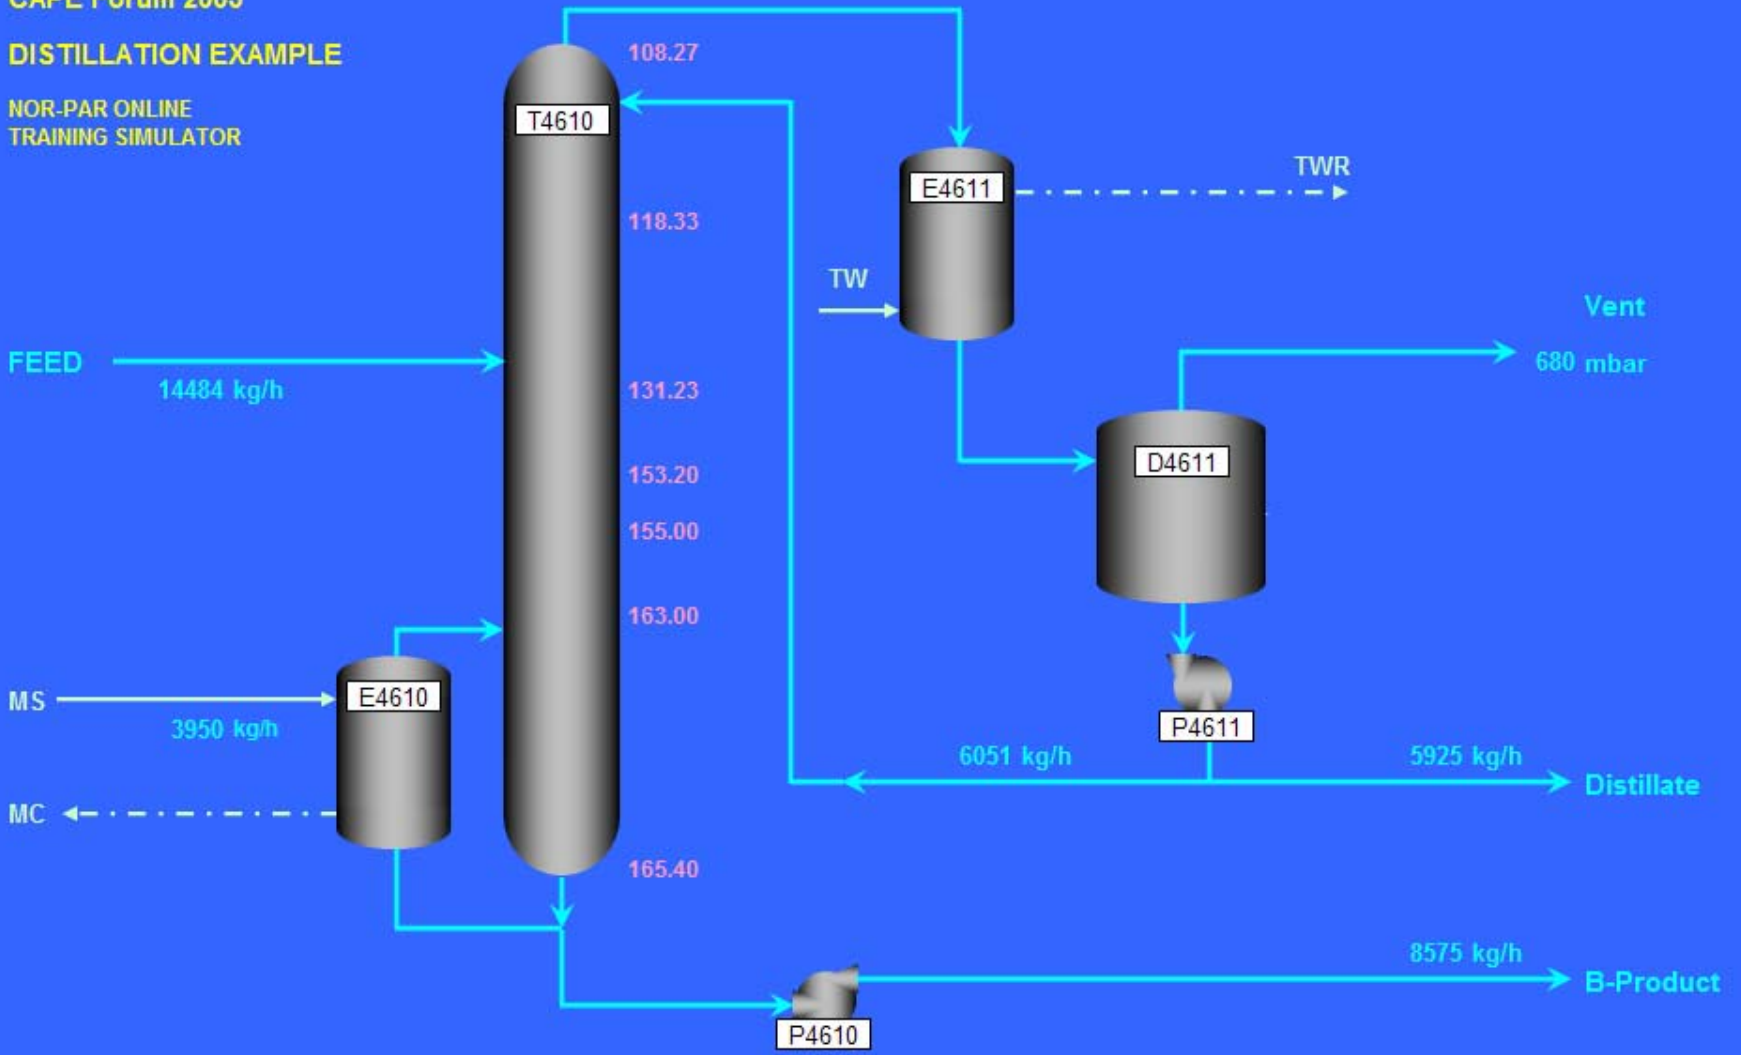 DISTILLATION EXAMPLE
NOR-PAR ONLINE
TRAINING SIMULATOR
108.27
T4610
118.33
131.23
153.20
155.00
163.00
165.40
FEED
14484 kg/h
MS
3950 kg/h
E4610
MC
E4611
TWR
TW
Vent
680 mbar
D4611
P4611
6051 kg/h
5925 kg/h
Distillate
8575 kg/h
B-Product
P4610